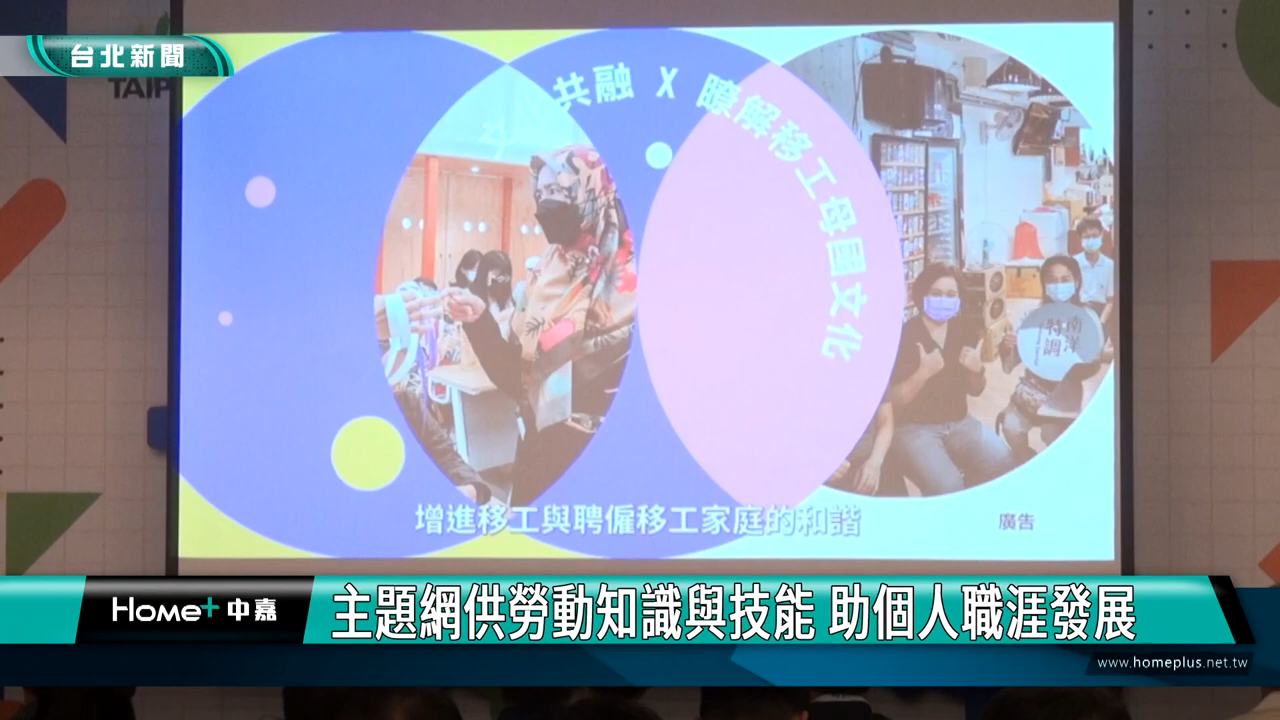 台北新聞
TAIP
共融 X 瞭解移工母國文化
南洋
特調
增進移工與聘僱移工家庭的和諧
廣告
Home+ 中嘉
主題網供勞動知識與技能 助個人職涯發展
www.homeplus.net.tw